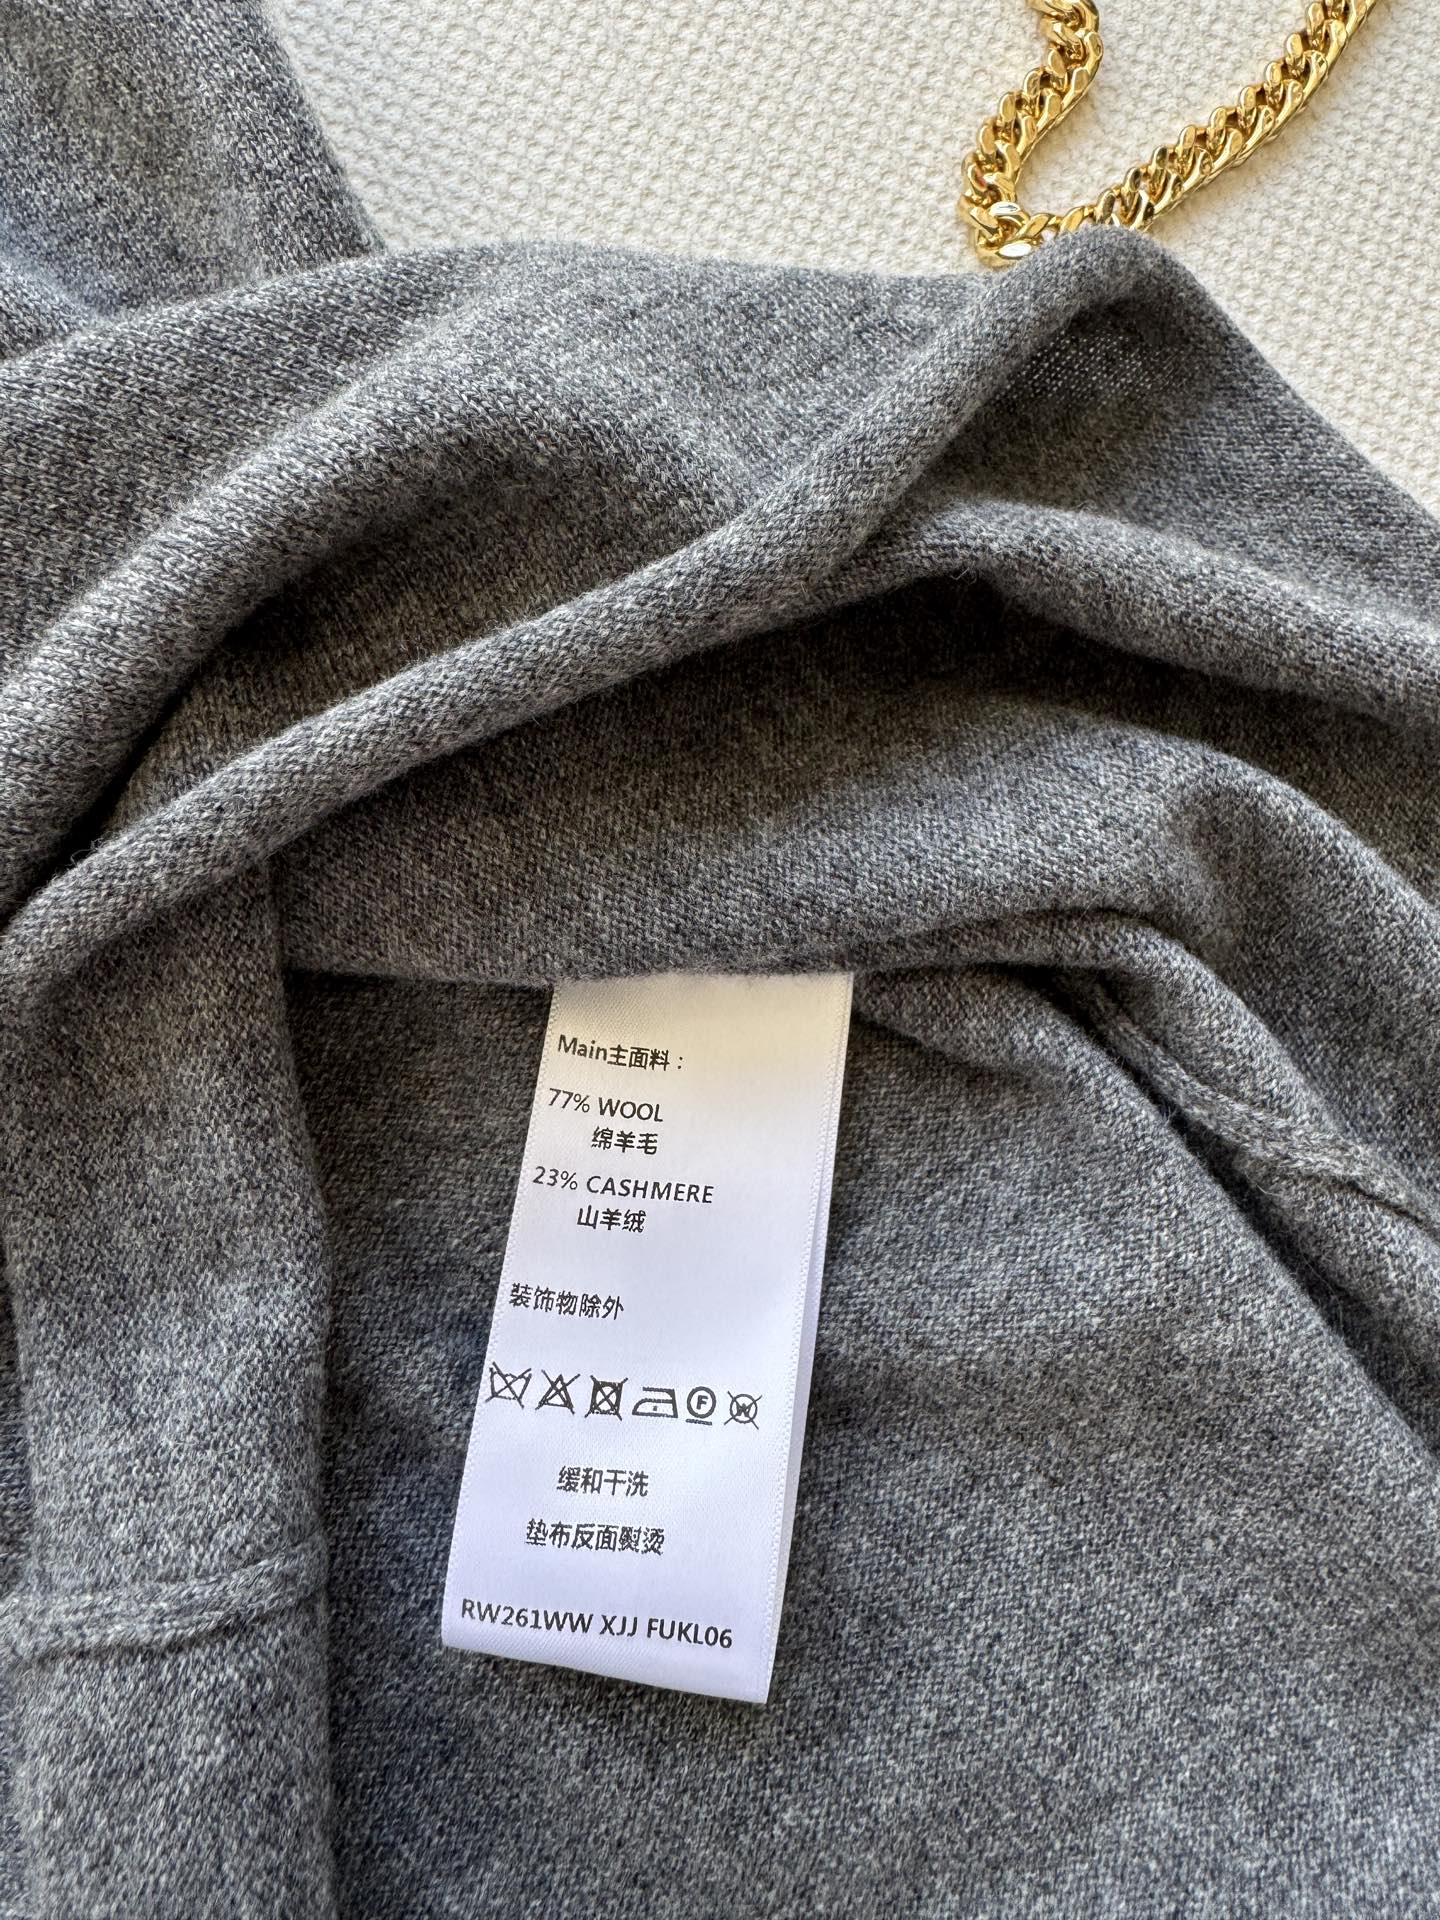 Main主面料：
77% WOOL
绵羊毛
23% CASHMERE
山羊绒
装饰物除外
F W
缓和干洗
垫布反面熨烫
RW261WW XJJ FUKL06